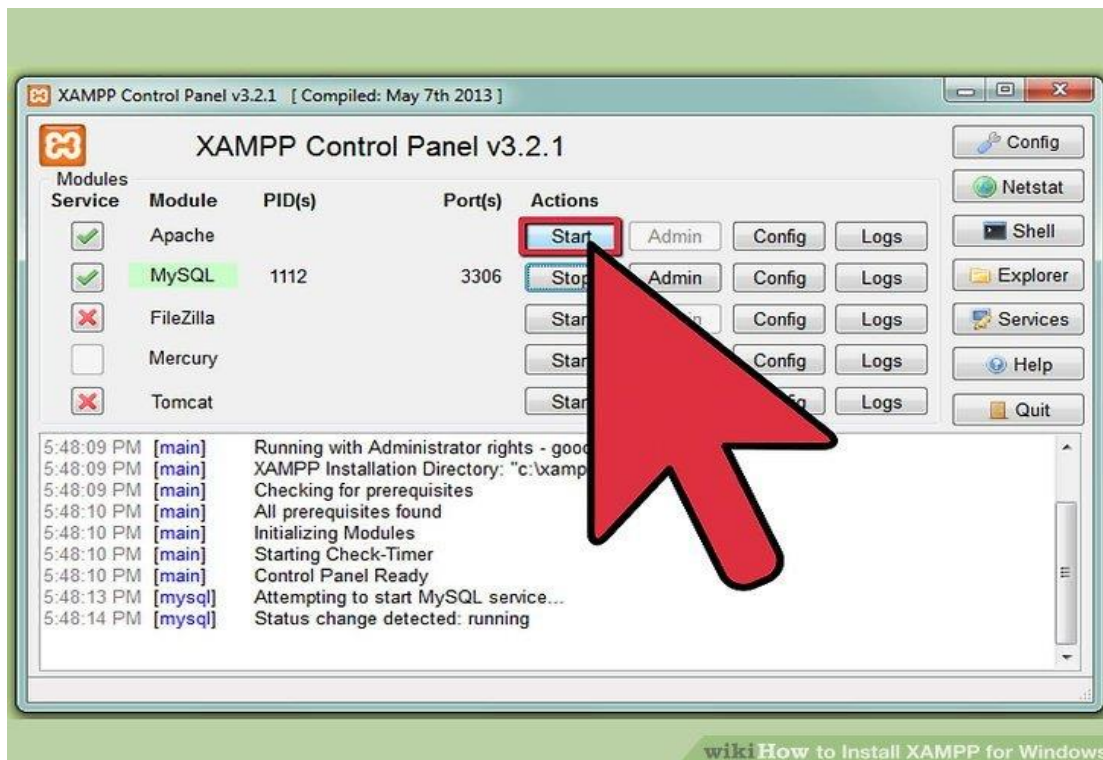 XAMPP Control Panel v3.2.1 [ Compiled: May 7th 2013 ]
XAMPP Control Panel v3.2.1
Config
Modules
Netstat
Service Module PID(s) Port(s) Actions
Apache Start Admin Config Logs
Shell
MySQL 1112 3306 Stop Admin Config Logs
Explorer
FileZilla Config Logs
Services
Mercury Config Logs
Help
Tomcat Logs
Quit
5:48:09 PM [main] Running with Administrator rights -
5:48:09 PM [main] XAMPP Installation Directory:
5:48:09 PM [main] Checking for prerequisites
5:48:10 PM [main] All prerequisites found
5:48:10 PM [main] Initializing Modules
5:48:10 PM [main] Starting Check-Timer
5:48:10 PM [main] Control Panel Ready
5:48:13 PM [mysql] Attempting to start MySQL service...
5:48:14 PM [mysql] Status change detected: running
wikiHow to Install XAMPP for Windows